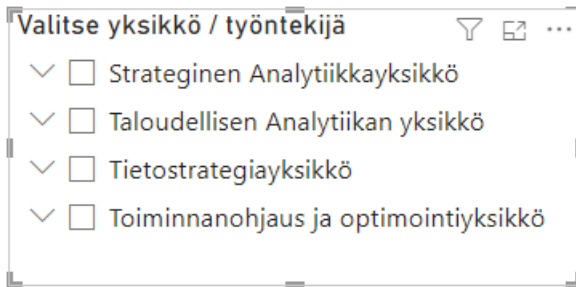 Valitse yksikkö / työntekijä
Strateginen Analytiikkayksikkö
Taloudellisen Analytiikan yksikkö
Tietostrategiayksikkö
Toiminnanohjaus ja optimointiyksikkö